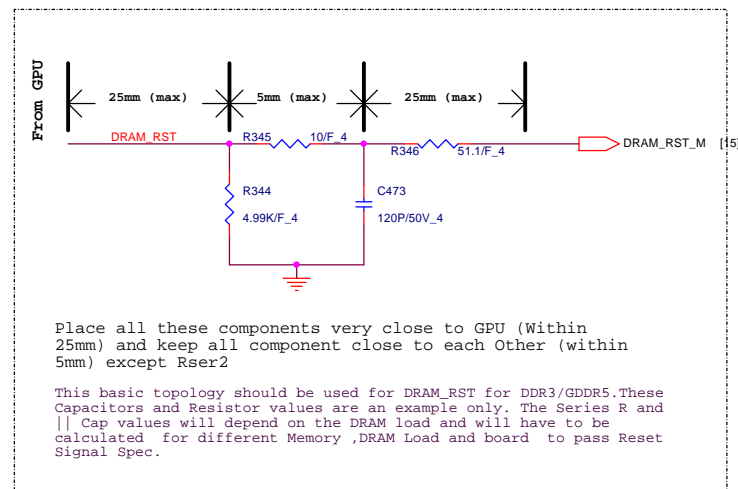 From GPU
25mm (max)
5mm (max)
25mm (max)
DRAM_RST
R345
10/F_4
R346
51.1/F_4
DRAM_RST_M [15]
R344
4.99K/F_4
C473
120P/50V_4
Place all these components very close to GPU (Within
25mm) and keep all component close to each Other (within
5mm) except Rser2
This basic topology should be used for DRAM_RST for DDR3/GDDR5.These
Capacitors and Resistor values are an example only. The Series R and
|| Cap values will depend on the DRAM load and will have to be
calculated for different Memory ,DRAM Load and board to pass Reset
Signal Spec.